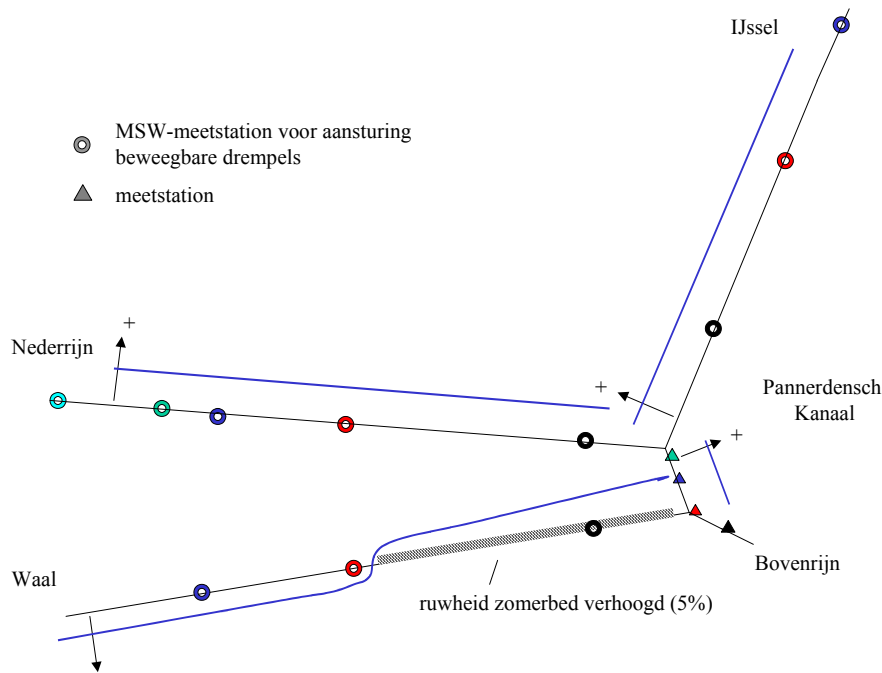 IJssel
MSW-meetstation voor aansturing
beweegbare drempels
meetstation
+
Nederrijn
+
Pannerdensch
Kanaal
+
Bovenrijn
Waal
ruwheid zomerbed verhoogd (5%)